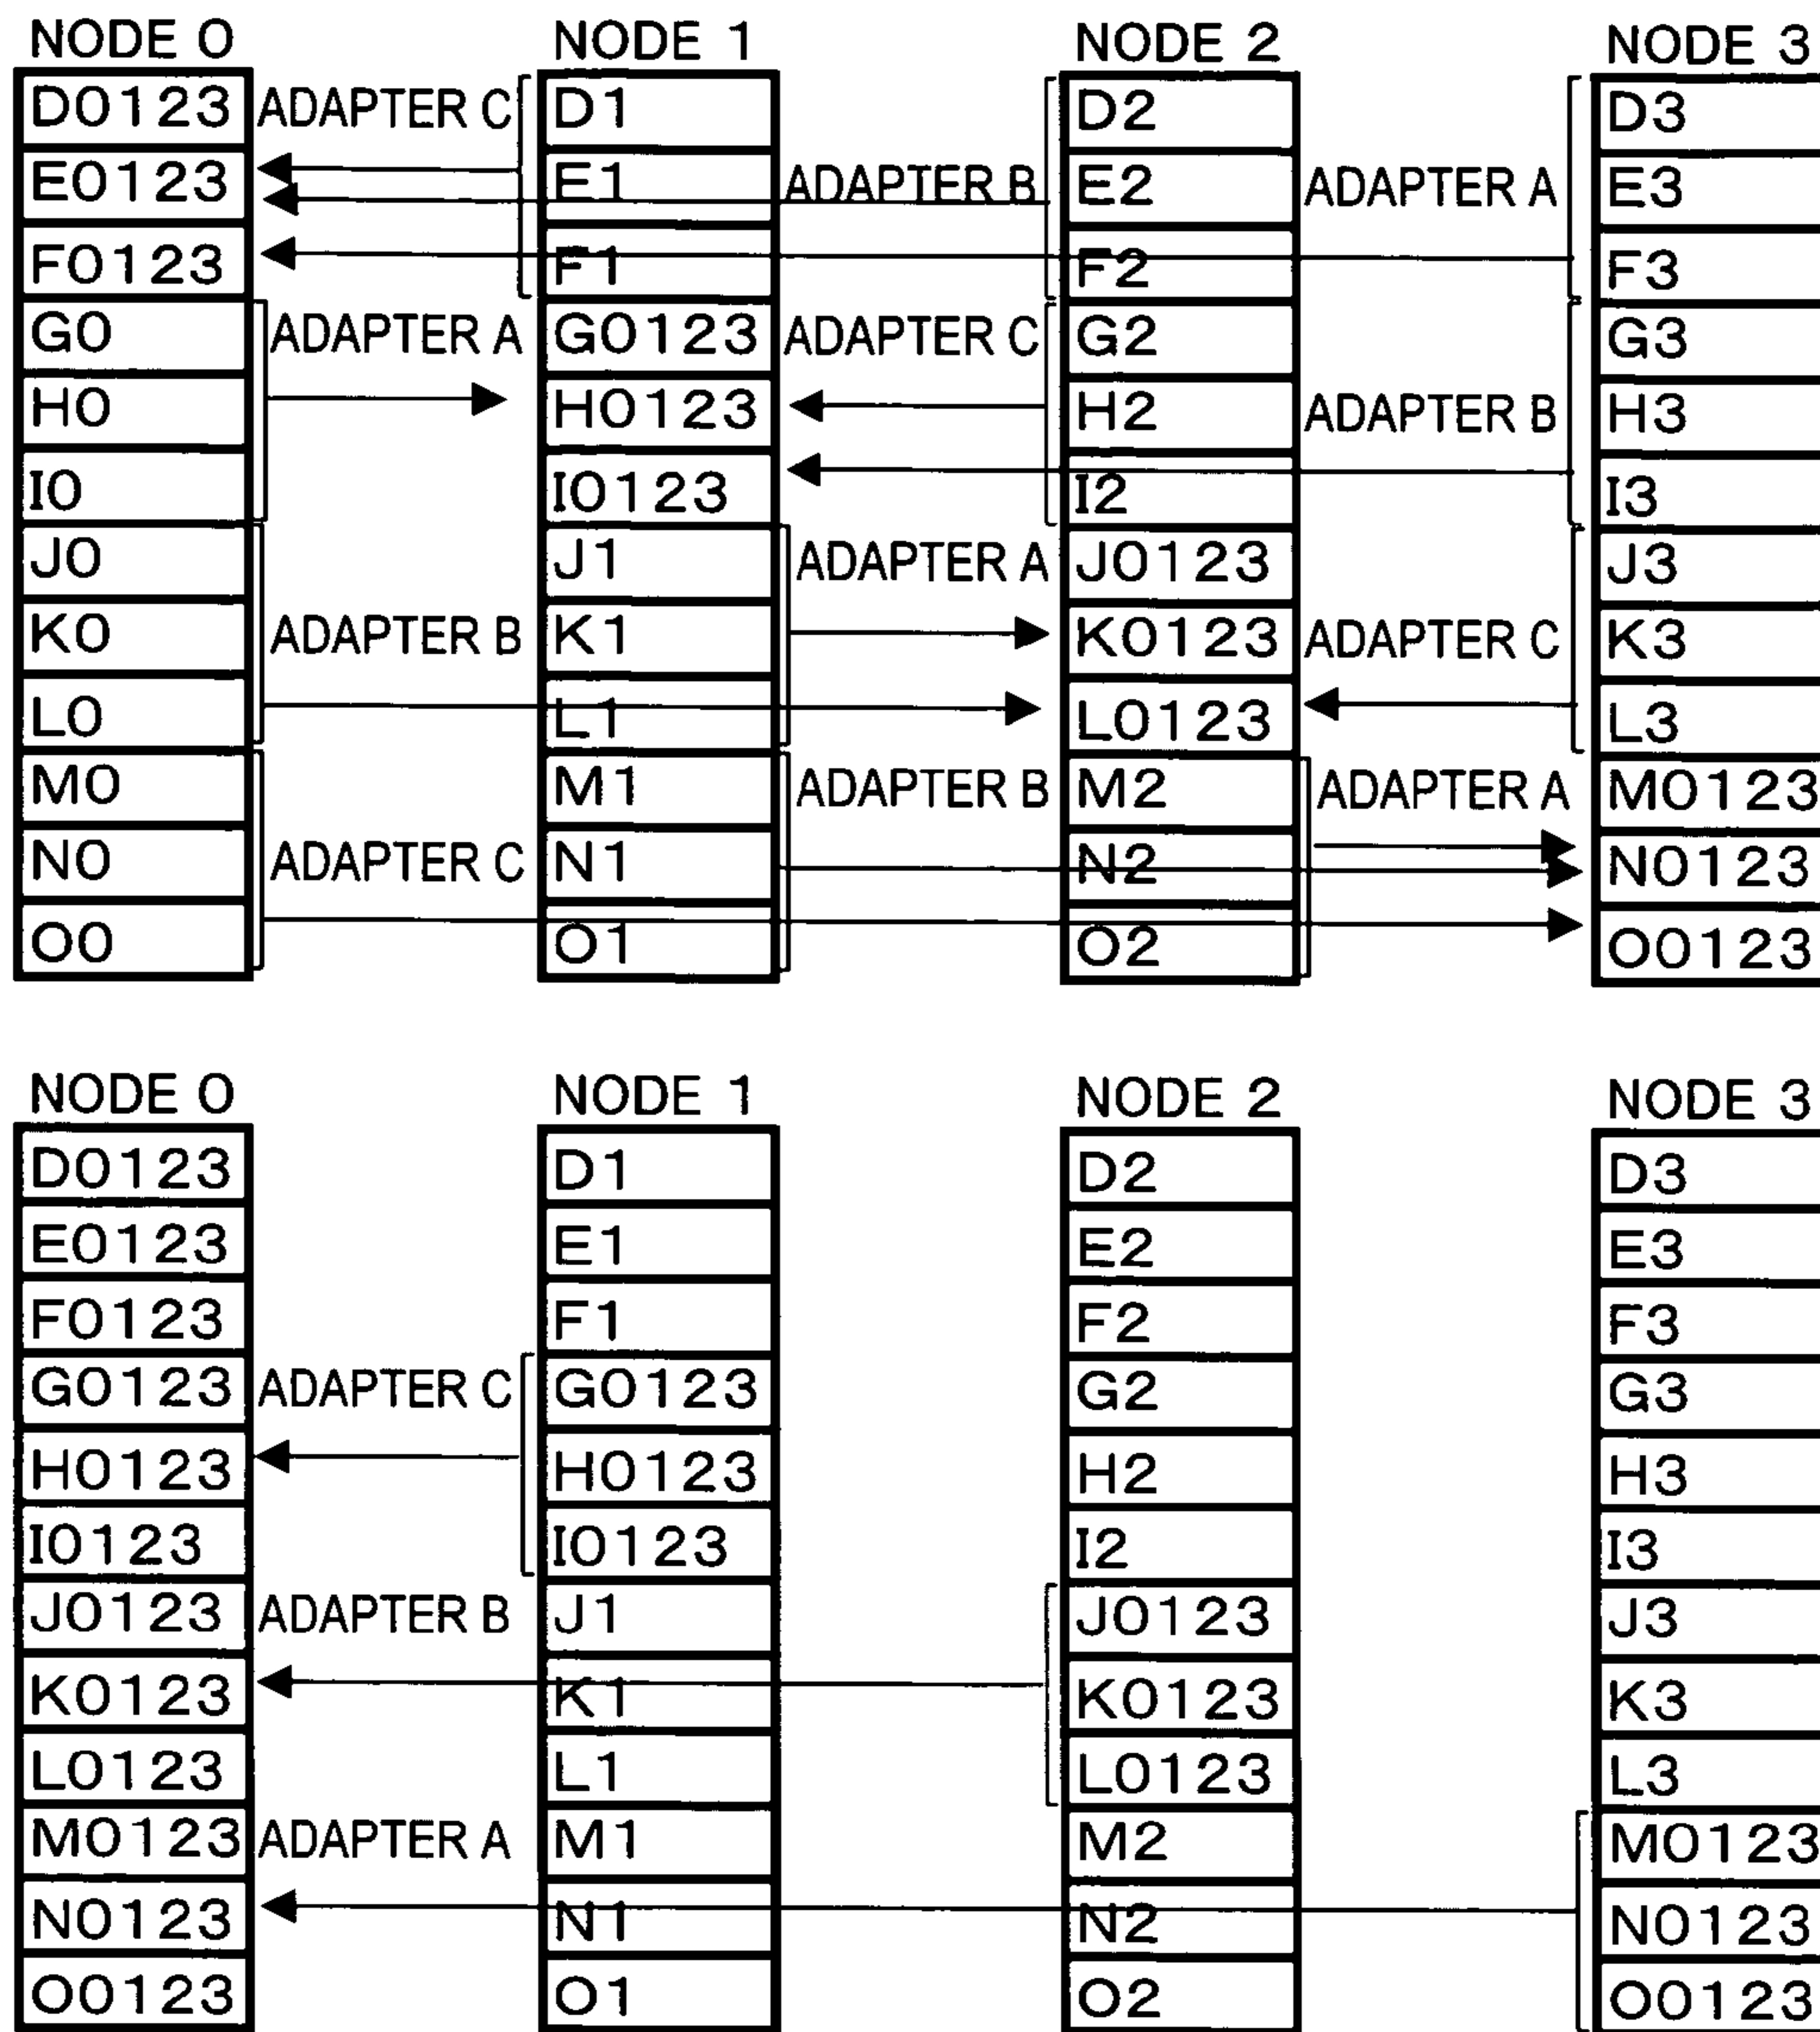 NODE 0 NODE 1 NODE 2 NODE 3
D0123 ADAPTER C D1 D2 D3
E0123 E1 ADAPTER B E2 ADAPTER A E3
F0123 F1 F2 F3
G0 ADAPTER A G0123 ADAPTER C G2 G3
H0 H0123 H2 ADAPTER B H3
I0 I0123 I2 I3
J0 J1 ADAPTER A J0123 J3
K0 ADAPTER B K1 K0123 ADAPTER C K3
L0 L1 L0123 L3
M0 M1 ADAPTER B M2 ADAPTER A M0123
N0 ADAPTER C N1 N2 N0123
O0 O1 O2 O0123
NODE 0 NODE 1 NODE 2 NODE 3
D0123 D1 D2 D3
E0123 E1 E2 E3
F0123 F1 F2 F3
G0123 ADAPTER C G0123 G2 G3
H0123 H0123 H2 H3
I0123 I0123 I2 I3
J0123 ADAPTER B J1 J0123 J3
K0123 K1 K0123 K3
L0123 L1 L0123 L3
M0123 ADAPTER A M1 M2 M0123
N0123 N1 N2 N0123
O0123 O1 O2 O0123